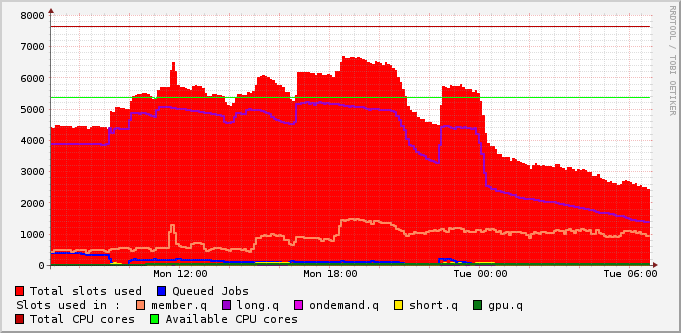 8000
7000
6000
5000
4000
3000
2000
1000
0
Mon 12:00 Mon 18:00 Tue 00:00 Tue 06:00
RRDTOOL / TOBI OETIKER
Total slots used Queued Jobs
Slots used in : member.q long.q ondemand.q short.q gpu.q
Total CPU cores Available CPU cores